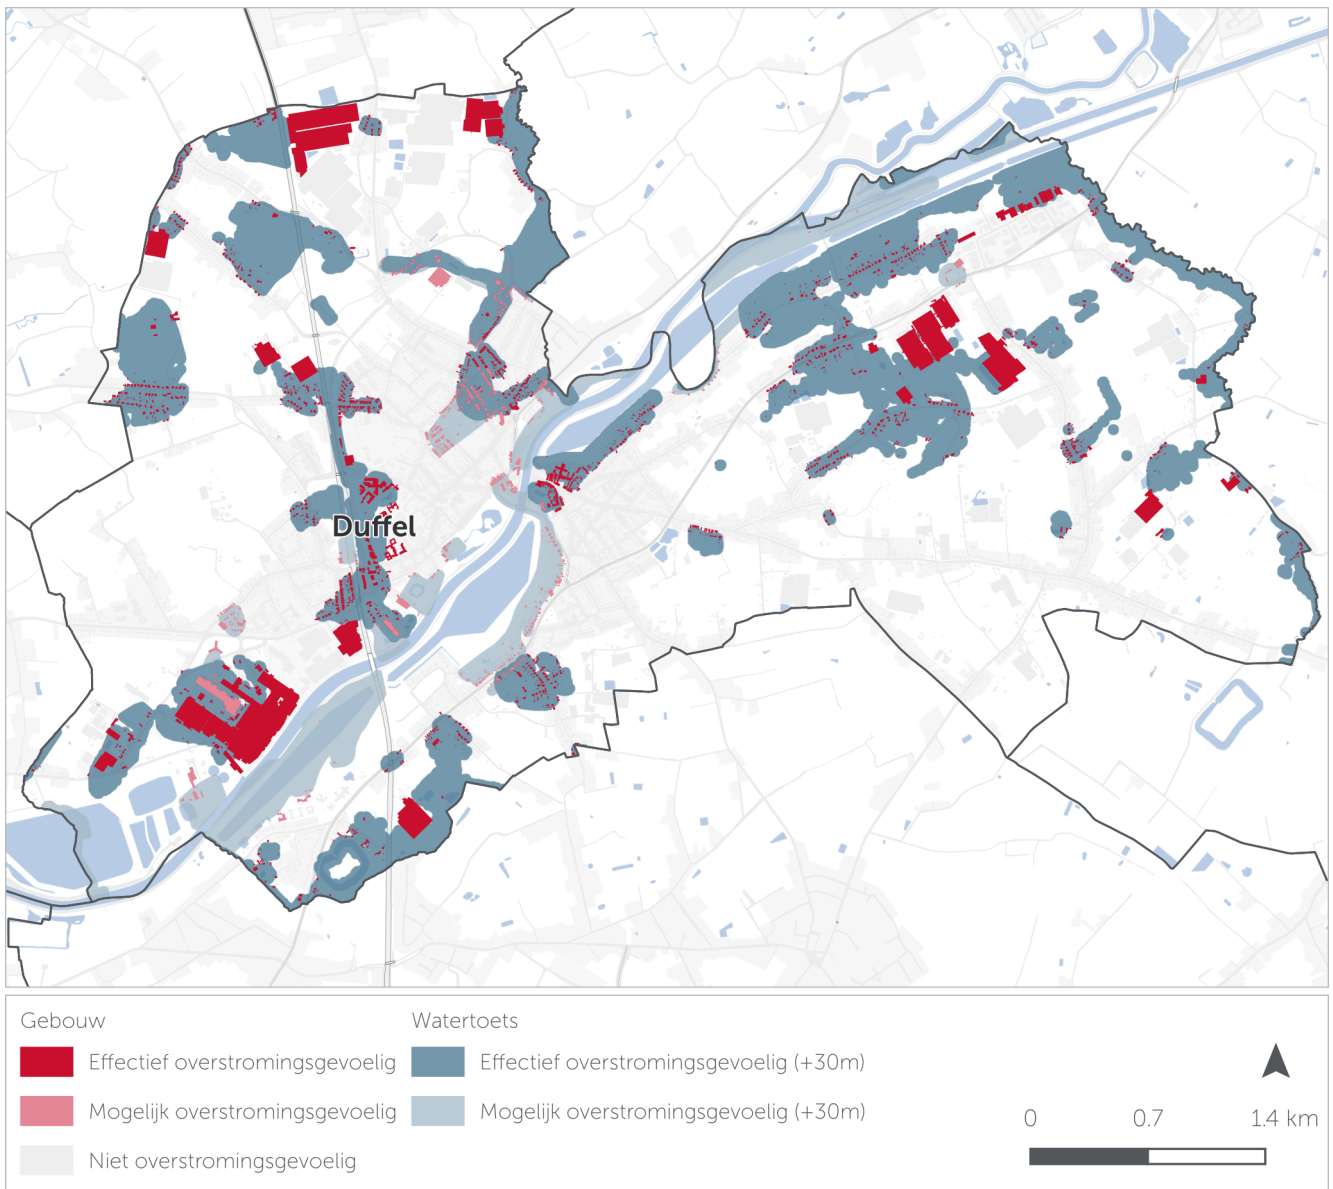 Duffel
Gebouw
Effectief overstromingsgevoelig
Mogelijk overstromingsgevoelig
Niet overstromingsgevoelig
Watertoets
Effectief overstromingsgevoelig (+30m)
Mogelijk overstromingsgevoelig (+30m)
0 0.7 1.4 km